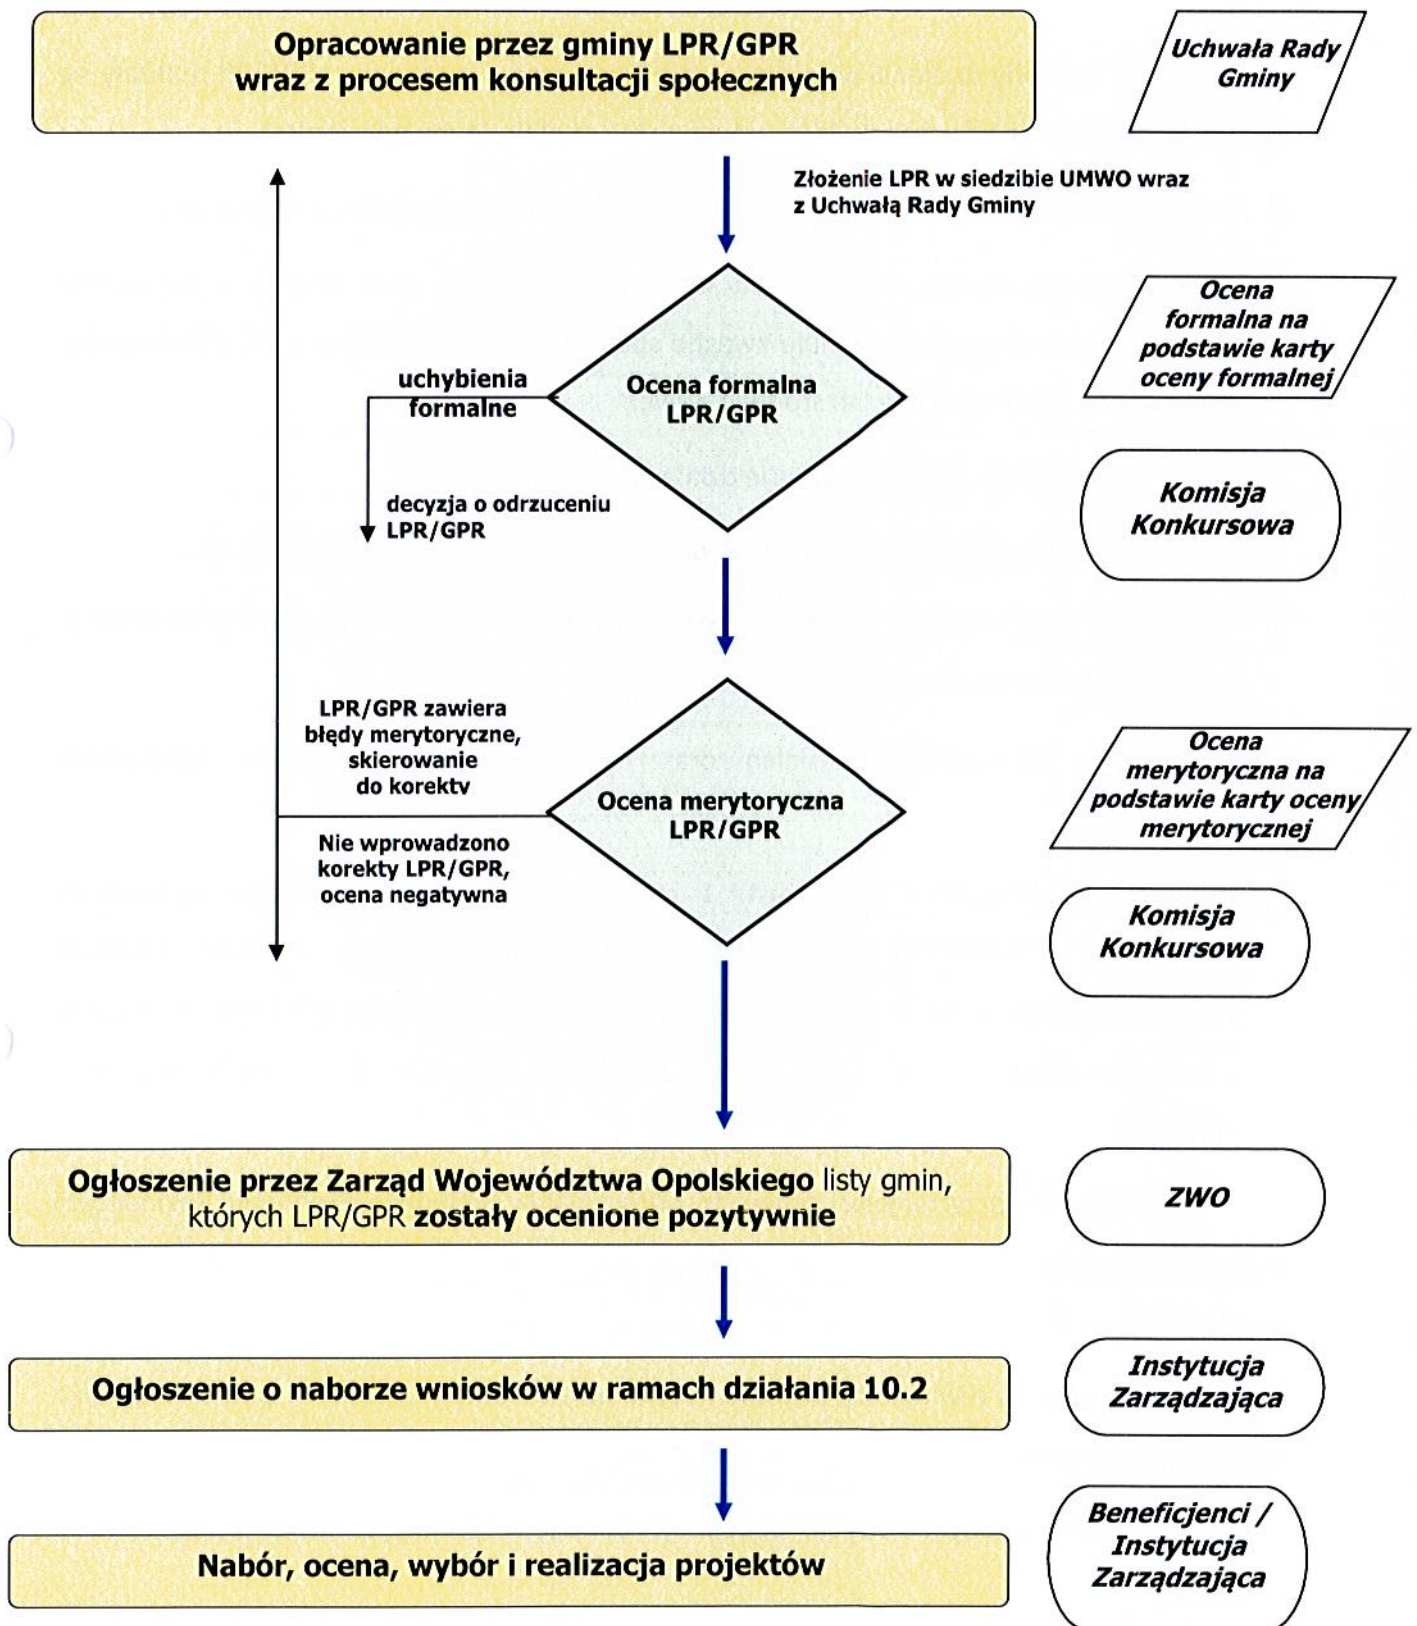 Opracowanie przez gminy LPR/GPR
wraz z procesem konsultacji społecznych
Uchwała Rady
Gminy
Złożenie LPR w siedzibie UMWO wraz
z Uchwałą Rady Gminy
Ocena formalna
LPR/GPR
uchybienia
formalne
decyzja o odrzuceniu
LPR/GPR
Ocena
formalna na
podstawie karty
oceny formalnej
Komisja
Konkursowa
LPR/GPR zawiera
błędy merytoryczne,
skierowanie
do korekty
Nie wprowadzono
korekty LPR/GPR,
ocena negatywna
Ocena merytoryczna
LPR/GPR
Ocena
merytoryczna na
podstawie karty oceny
merytorycznej
Komisja
Konkursowa
Ogłoszenie przez Zarząd Województwa Opolskiego listy gmin,
których LPR/GPR zostały ocenione pozytywnie
ZWO
Ogłoszenie o naborze wniosków w ramach działania 10.2
Instytucja
Zarządzająca
Nabór, ocena, wybór i realizacja projektów
Beneficjenci /
Instytucja
Zarządzająca